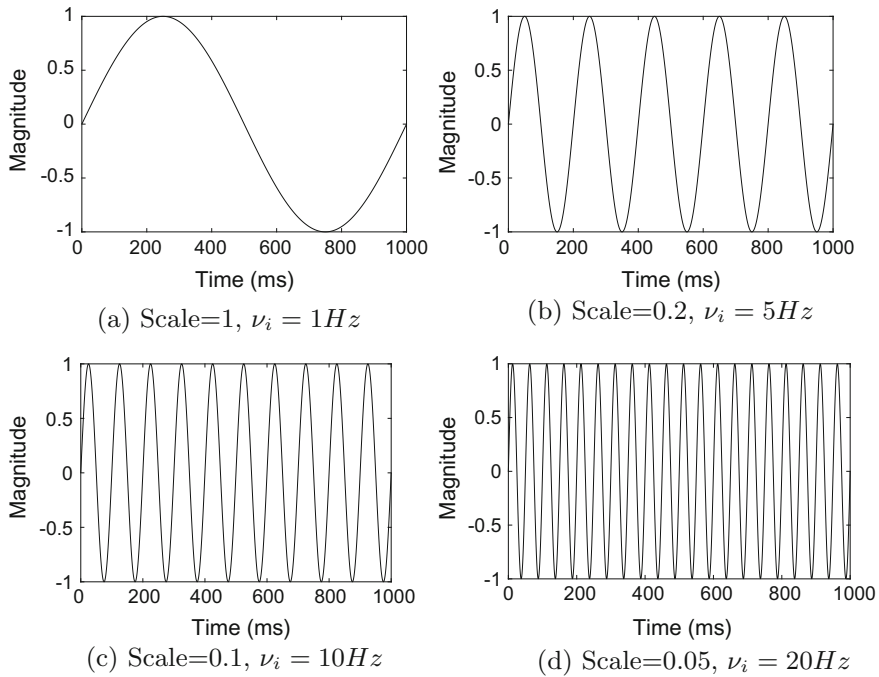 1
0.5
0
-0.5
-1
Magnitude
0 200 400 600 800 1000
Time (ms)
(a) Scale=1, ν_i = 1Hz
1
0.5
0
-0.5
-1
Magnitude
0 200 400 600 800 1000
Time (ms)
(b) Scale=0.2, ν_i = 5Hz
1
0.5
0
-0.5
-1
Magnitude
0 200 400 600 800 1000
Time (ms)
(c) Scale=0.1, ν_i = 10Hz
1
0.5
0
-0.5
-1
Magnitude
0 200 400 600 800 1000
Time (ms)
(d) Scale=0.05, ν_i = 20Hz